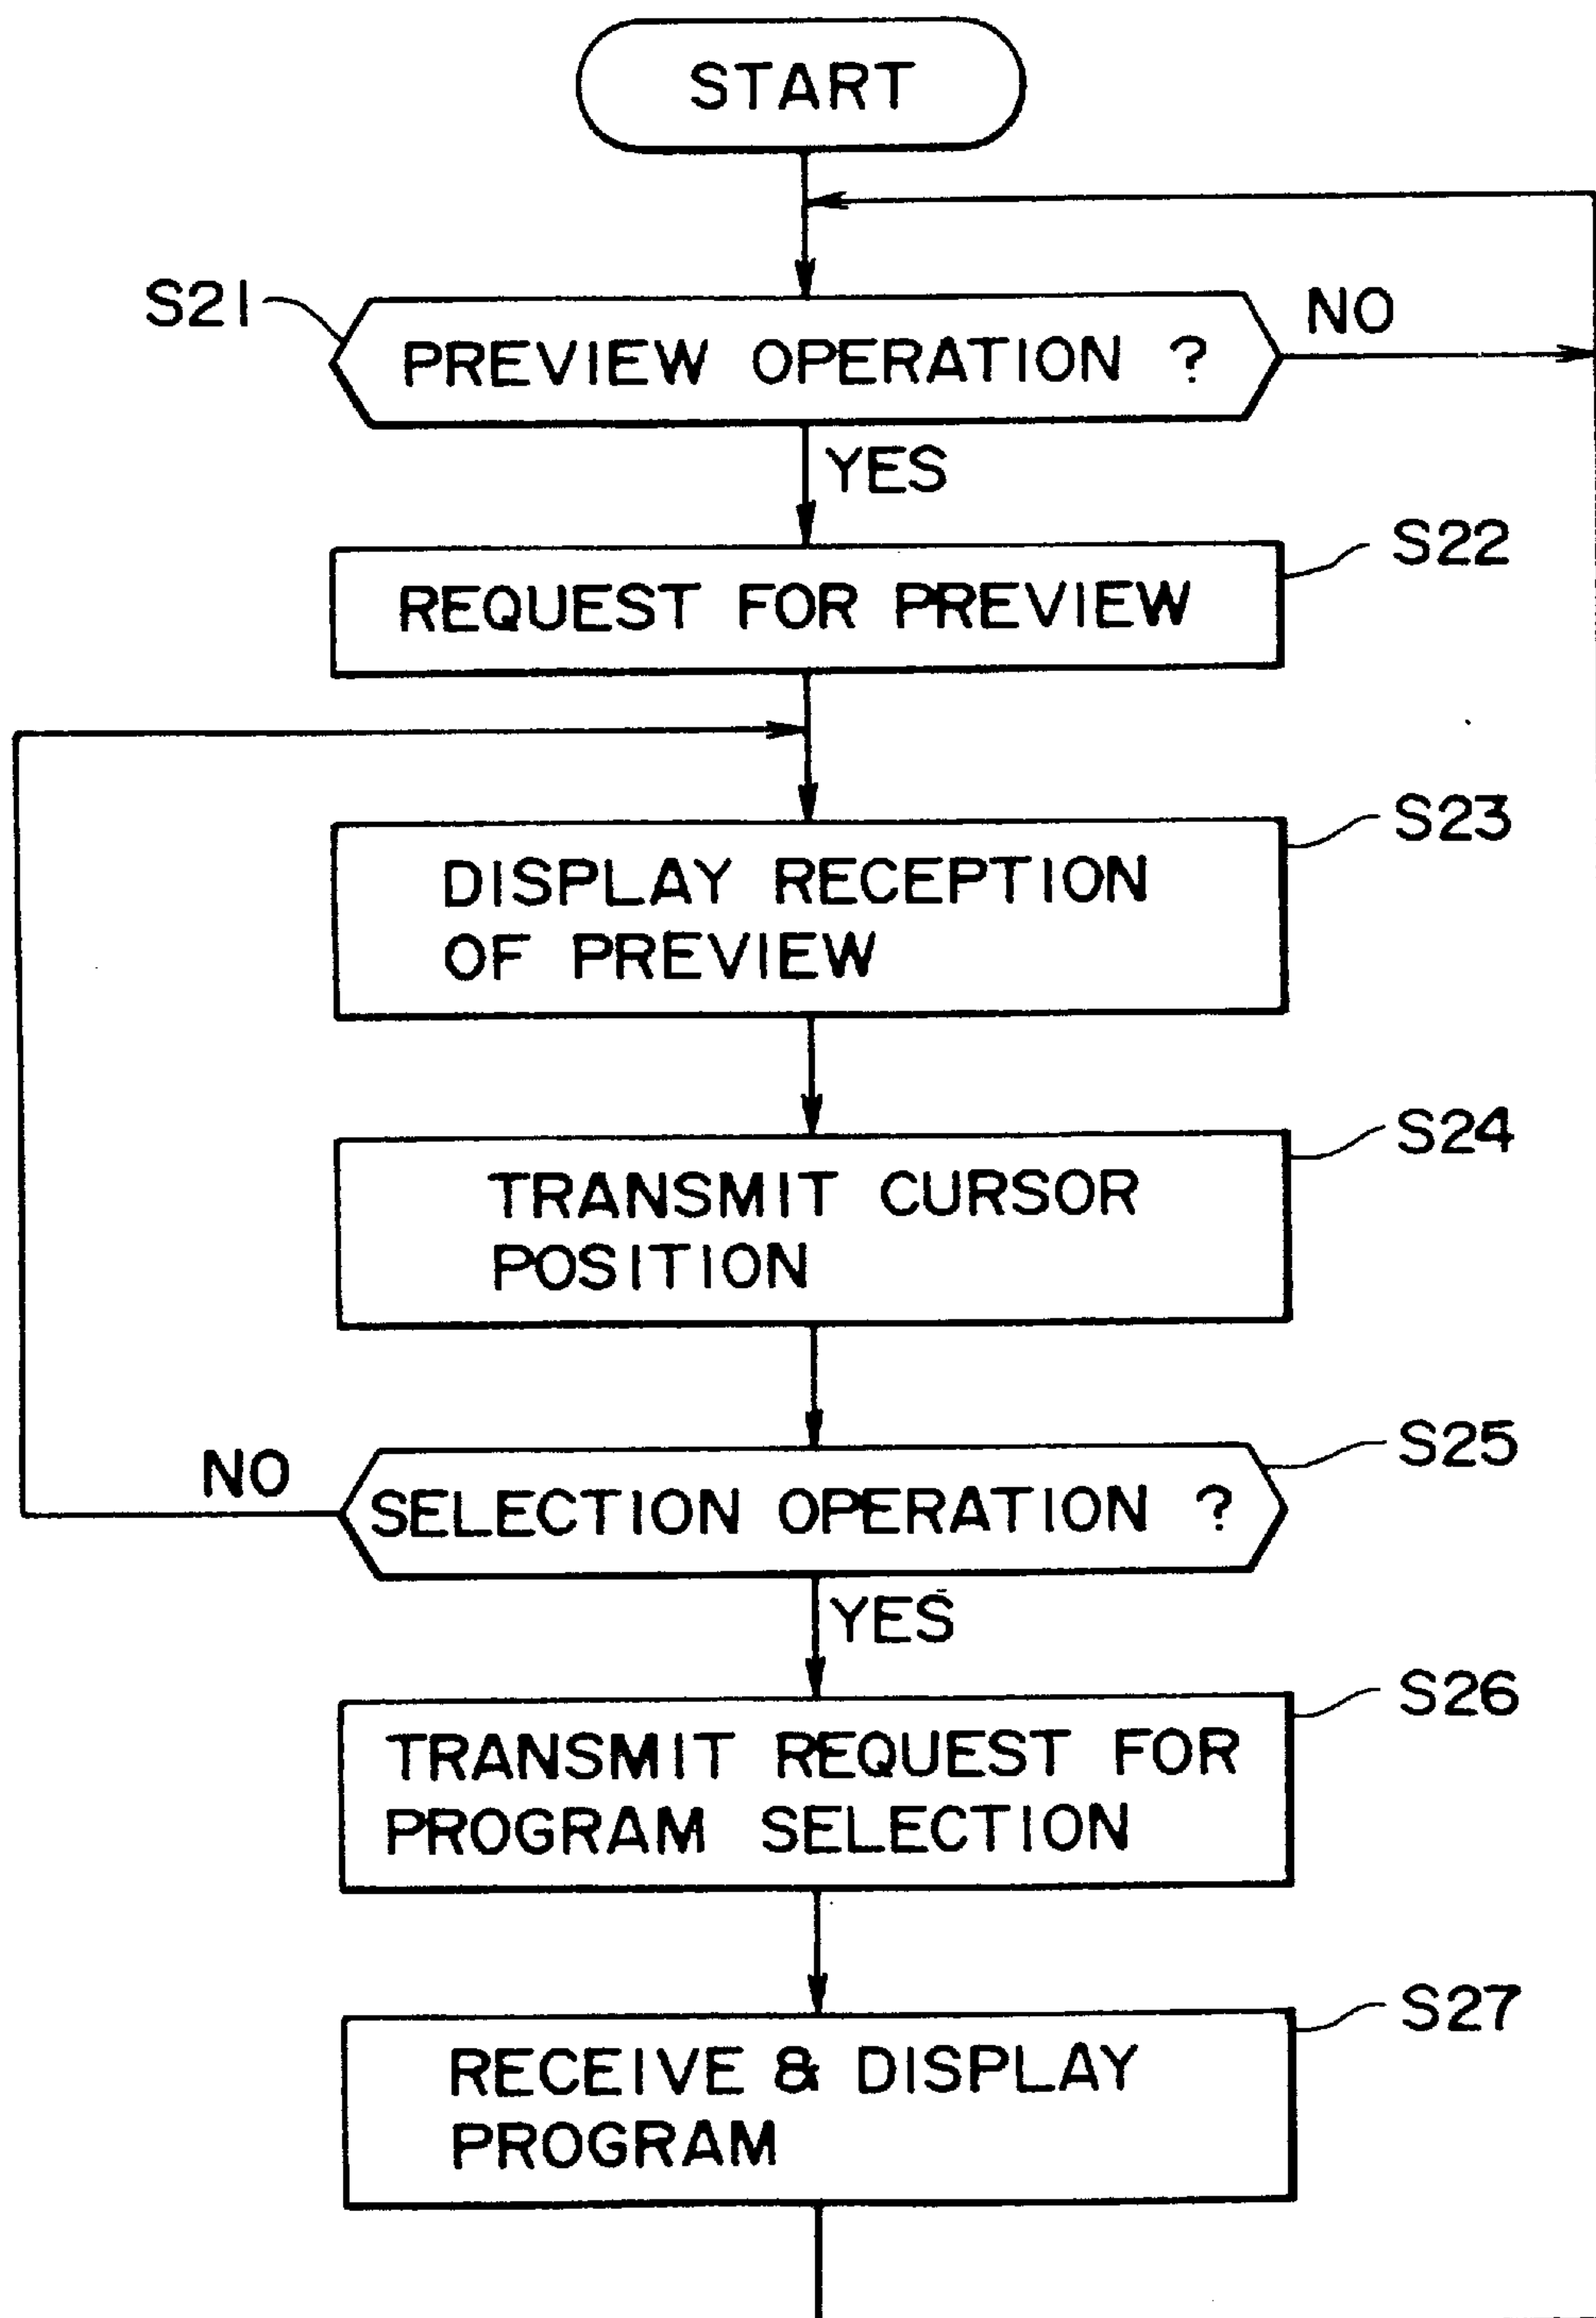 START
S21
PREVIEW OPERATION ?
NO
YES
S22
REQUEST FOR PREVIEW
S23
DISPLAY RECEPTION
OF PREVIEW
S24
TRANSMIT CURSOR
POSITION
S25
NO
SELECTION OPERATION ?
YES
S26
TRANSMIT REQUEST FOR
PROGRAM SELECTION
S27
RECEIVE & DISPLAY
PROGRAM